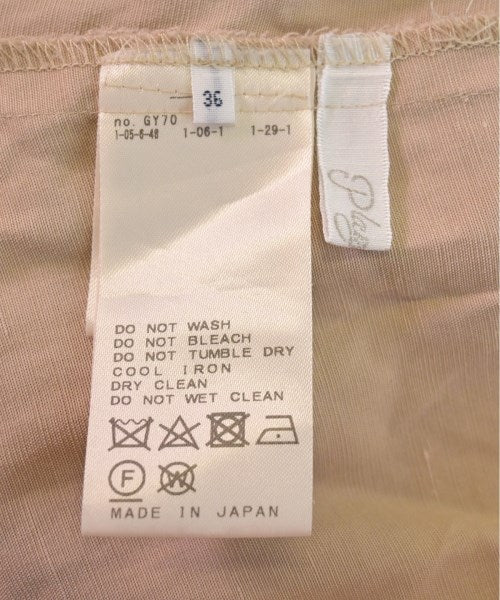 36
no. GY70
1-05-6-48 1-06-1 1-29-1
DO NOT WASH
DO NOT BLEACH
DO NOT TUMBLE DRY
COOL IRON
DRY CLEAN
DO NOT WET CLEAN
F W
MADE IN JAPAN